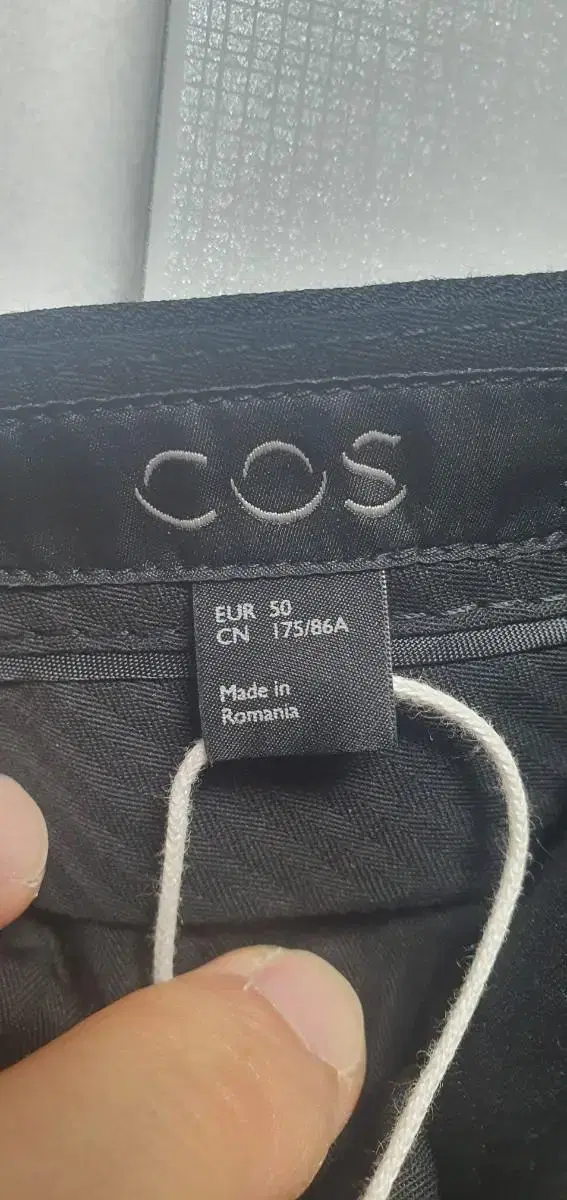 COS
EUR 50
CN 175/86A
Made in
Romania